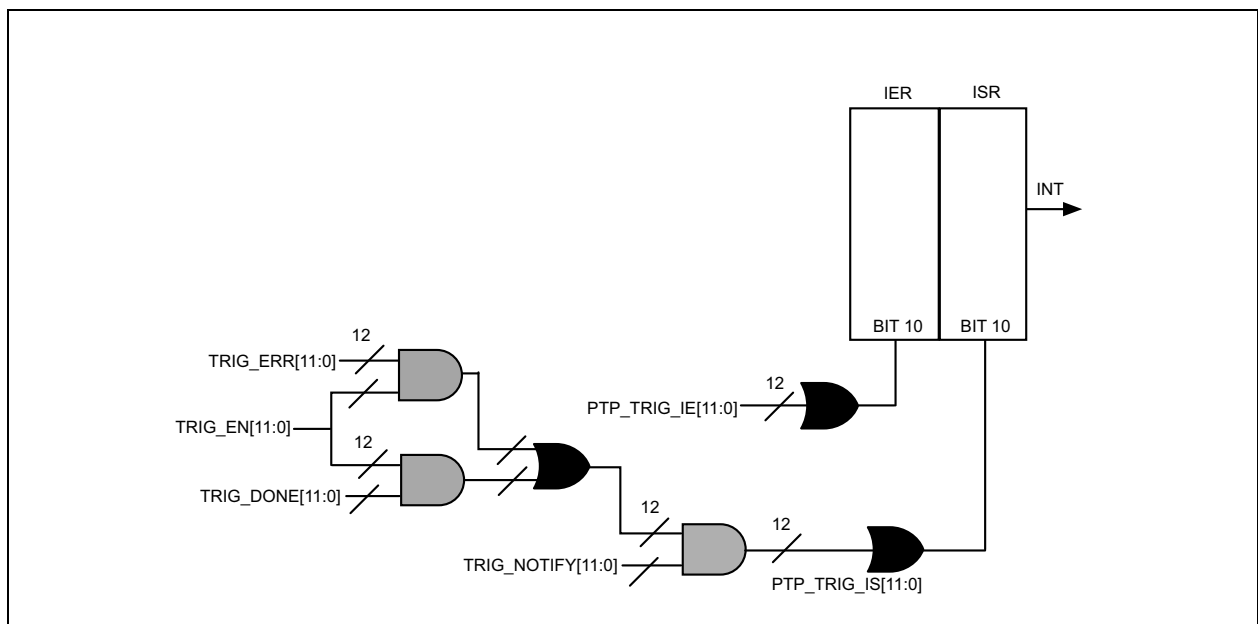 IER ISR
INT
BIT 10 BIT 10
12
TRIG_ERR[11:0]
12
PTP_TRIG_IE[11:0]
TRIG_EN[11:0]
12
TRIG_DONE[11:0]
12
12
TRIG_NOTIFY[11:0]
PTP_TRIG_IS[11:0]